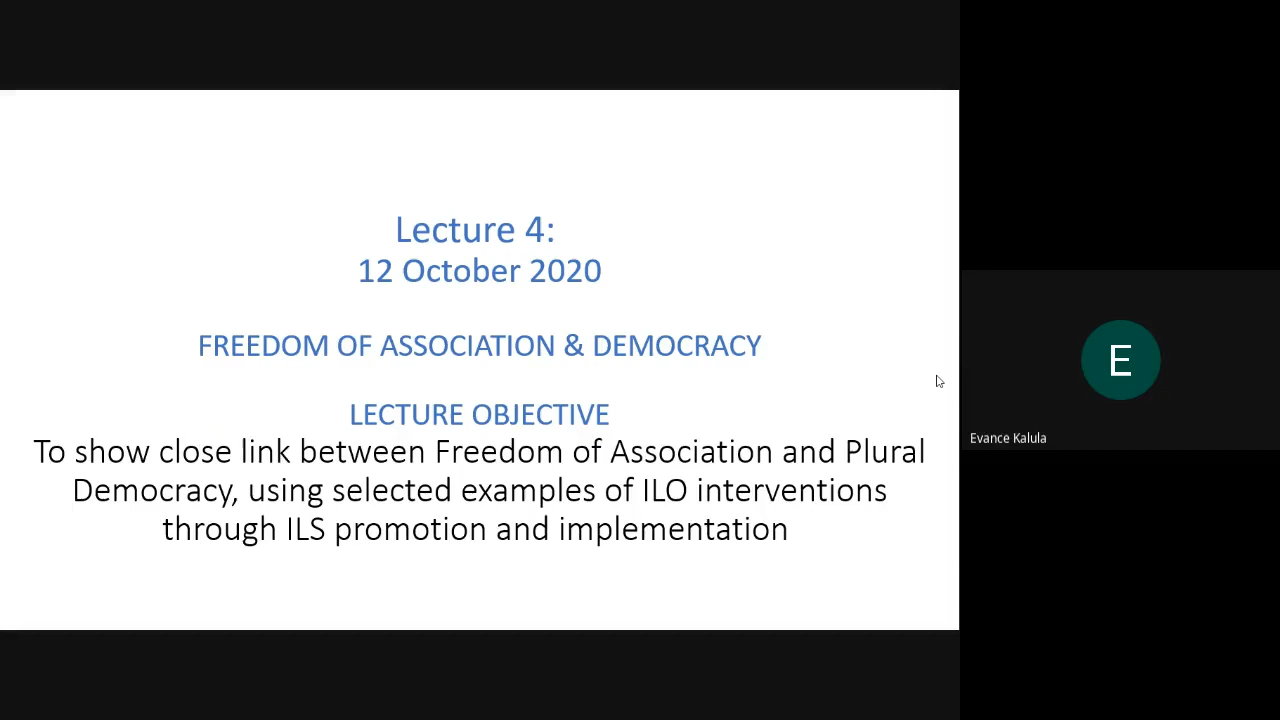 Lecture 4:
12 October 2020
FREEDOM OF ASSOCIATION & DEMOCRACY
LECTURE OBJECTIVE
To show close link between Freedom of Association and Plural
Democracy, using selected examples of ILO interventions
through ILS promotion and implementation
E
Evance Kalula